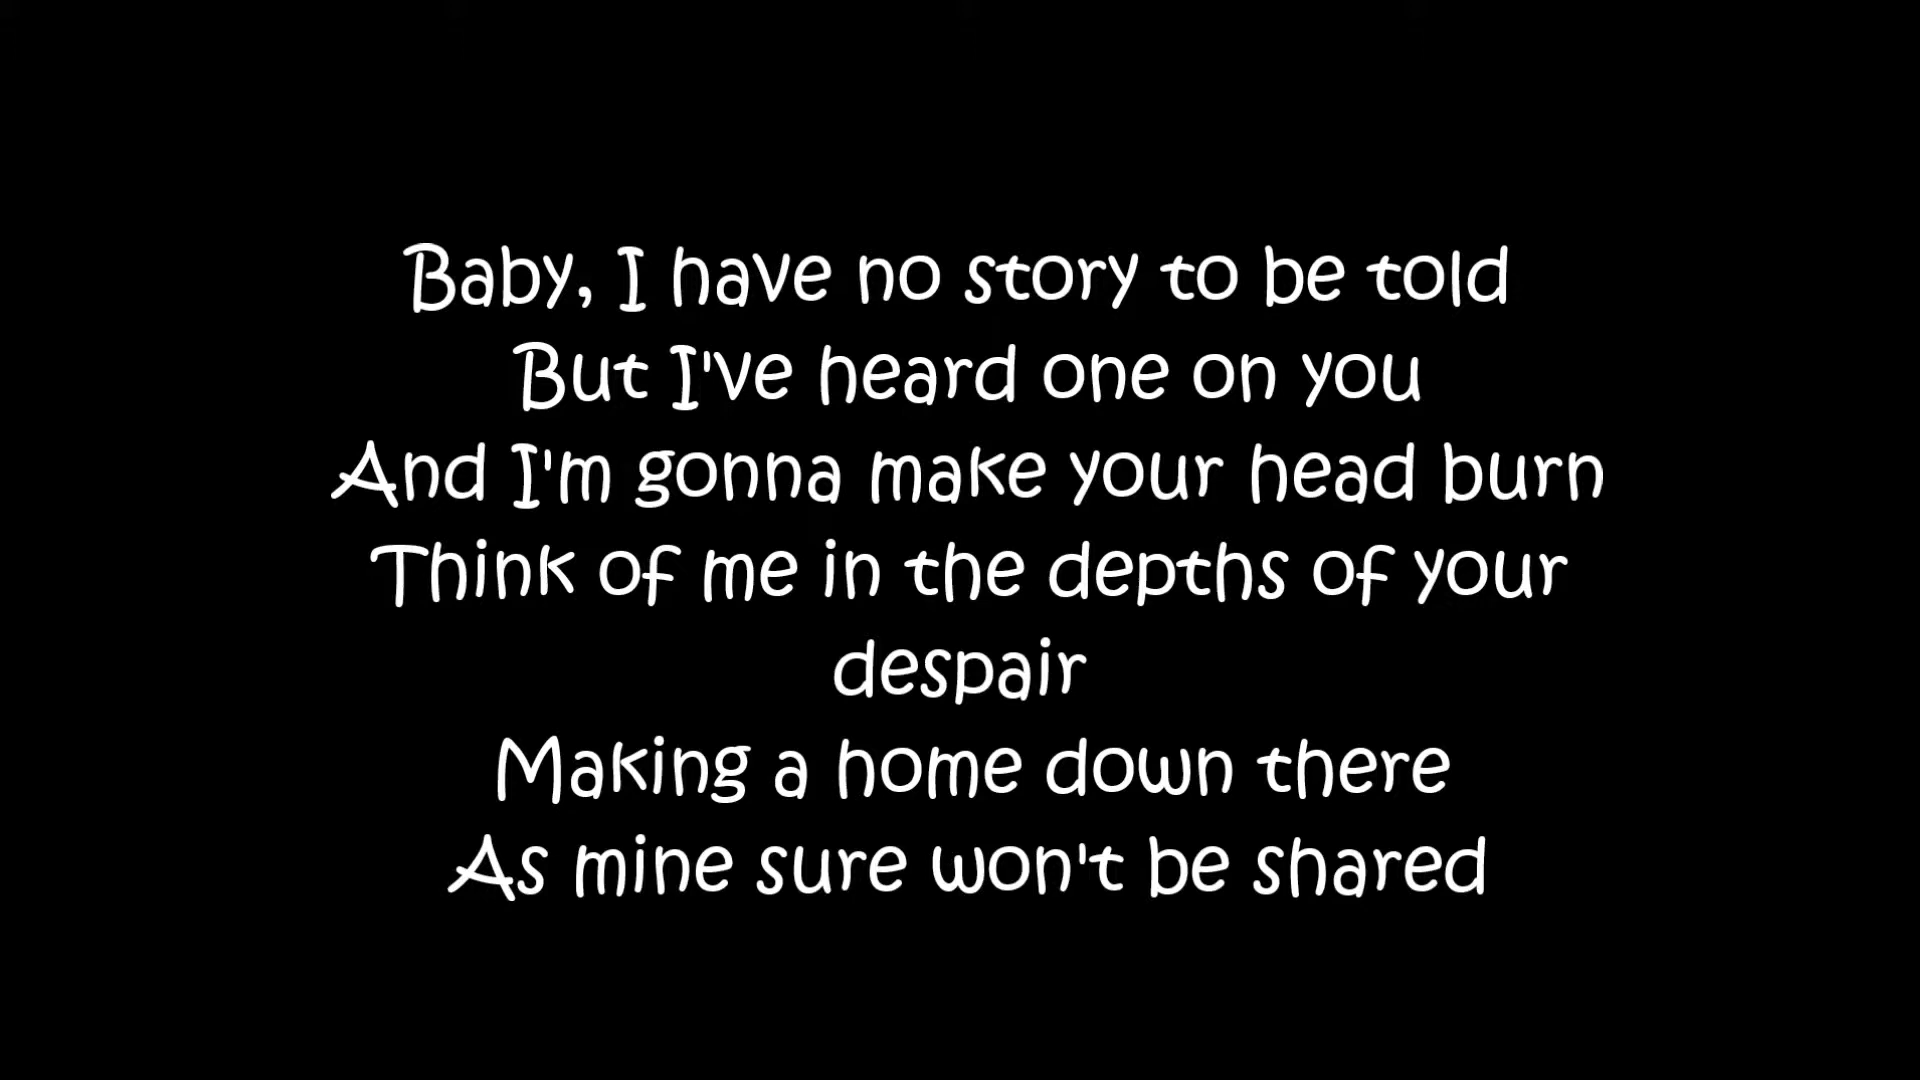 Baby, I have no story to be told
But I've heard one on you
And I'm gonna make your head burn
Think of me in the depths of your
despair
Making a home down there
As mine sure won't be shared